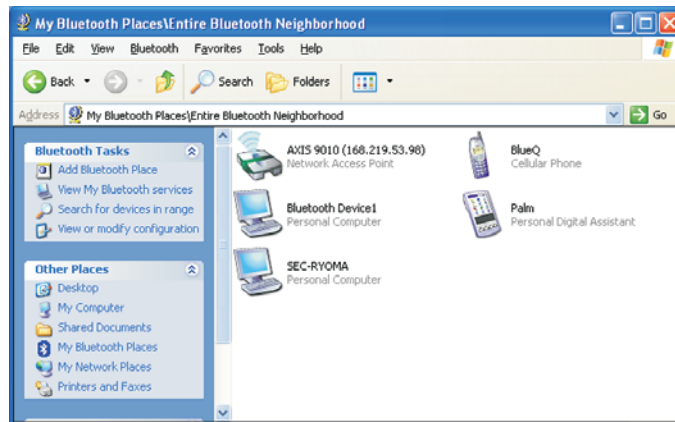 My Bluetooth Places\Entire Bluetooth Neighborhood
File Edit View Bluetooth Favorites Tools Help
Back Search Folders
Address My Bluetooth Places\Entire Bluetooth Neighborhood Go
Bluetooth Tasks
Add Bluetooth Place
View My Bluetooth services
Search for devices in range
View or modify configuration
Other Places
Desktop
My Computer
Shared Documents
My Bluetooth Places
My Network Places
Printers and Faxes
AXIS 9010 (168.219.53.98)
Network Access Point
BlueQ
Cellular Phone
Bluetooth Device1
Personal Computer
Palm
Personal Digital Assistant
SEC-RYOMA
Personal Computer